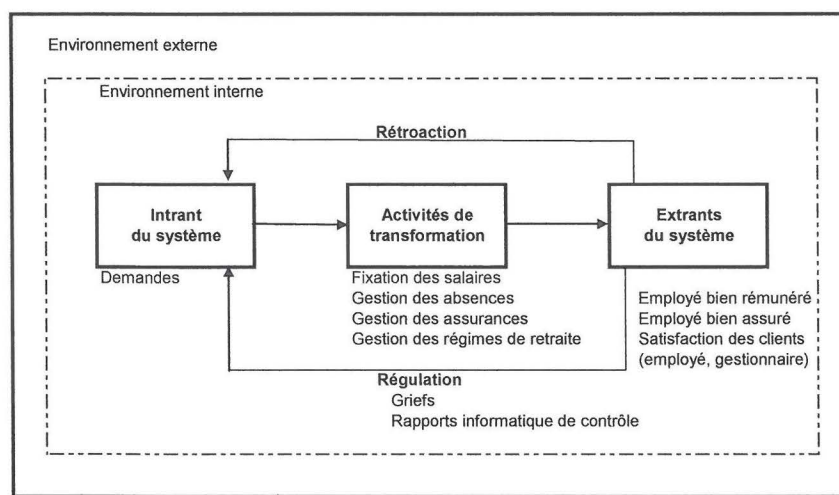 Environnement externe
Environnement interne
Rétroaction
Intrant
du système
Activités de
transformation
Extrants
du système
Demandes
Fixation des salaires
Gestion des absences
Gestion des assurances
Gestion des régimes de retraite
Employé bien rémunéré
Employé bien assuré
Satisfaction des clients
(employé, gestionnaire)
Régulation
Griefs
Rapports informatique de contrôle